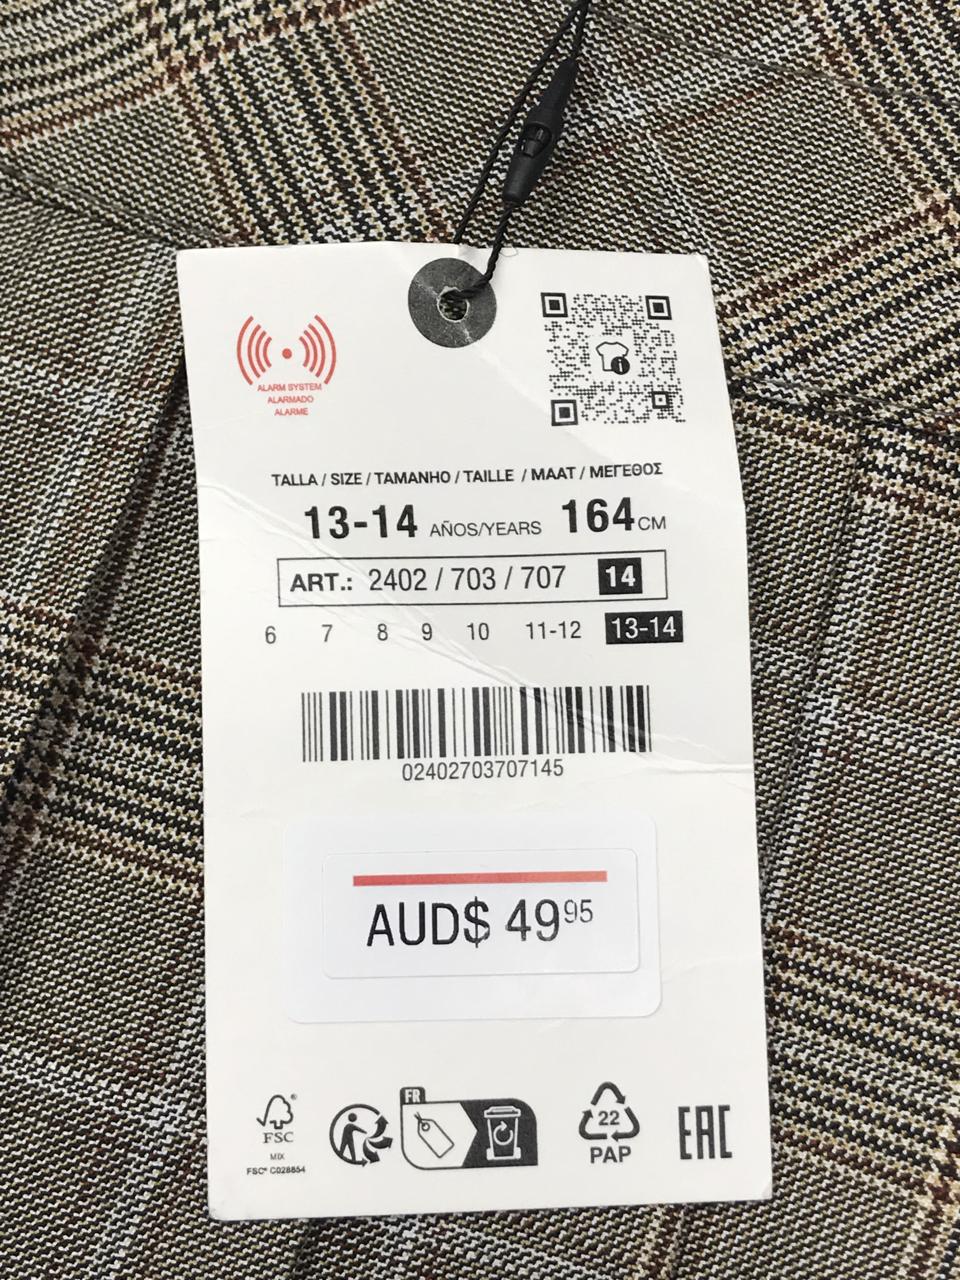 ALARM SYSTEM
ALARMADO
ALARME
TALLA / SIZE / TAMANHO / TAILLE / MAAT / ΜΕΓΕΘΟΣ
13-14 AÑOS/YEARS 164 CM
ART.: 2402 / 703 / 707 14
6 7 8 9 10 11-12 13-14
02402703707145
AUD$ 49 95
FSC®
MIX
FSC® C028854
FR
22
PAP
EAC